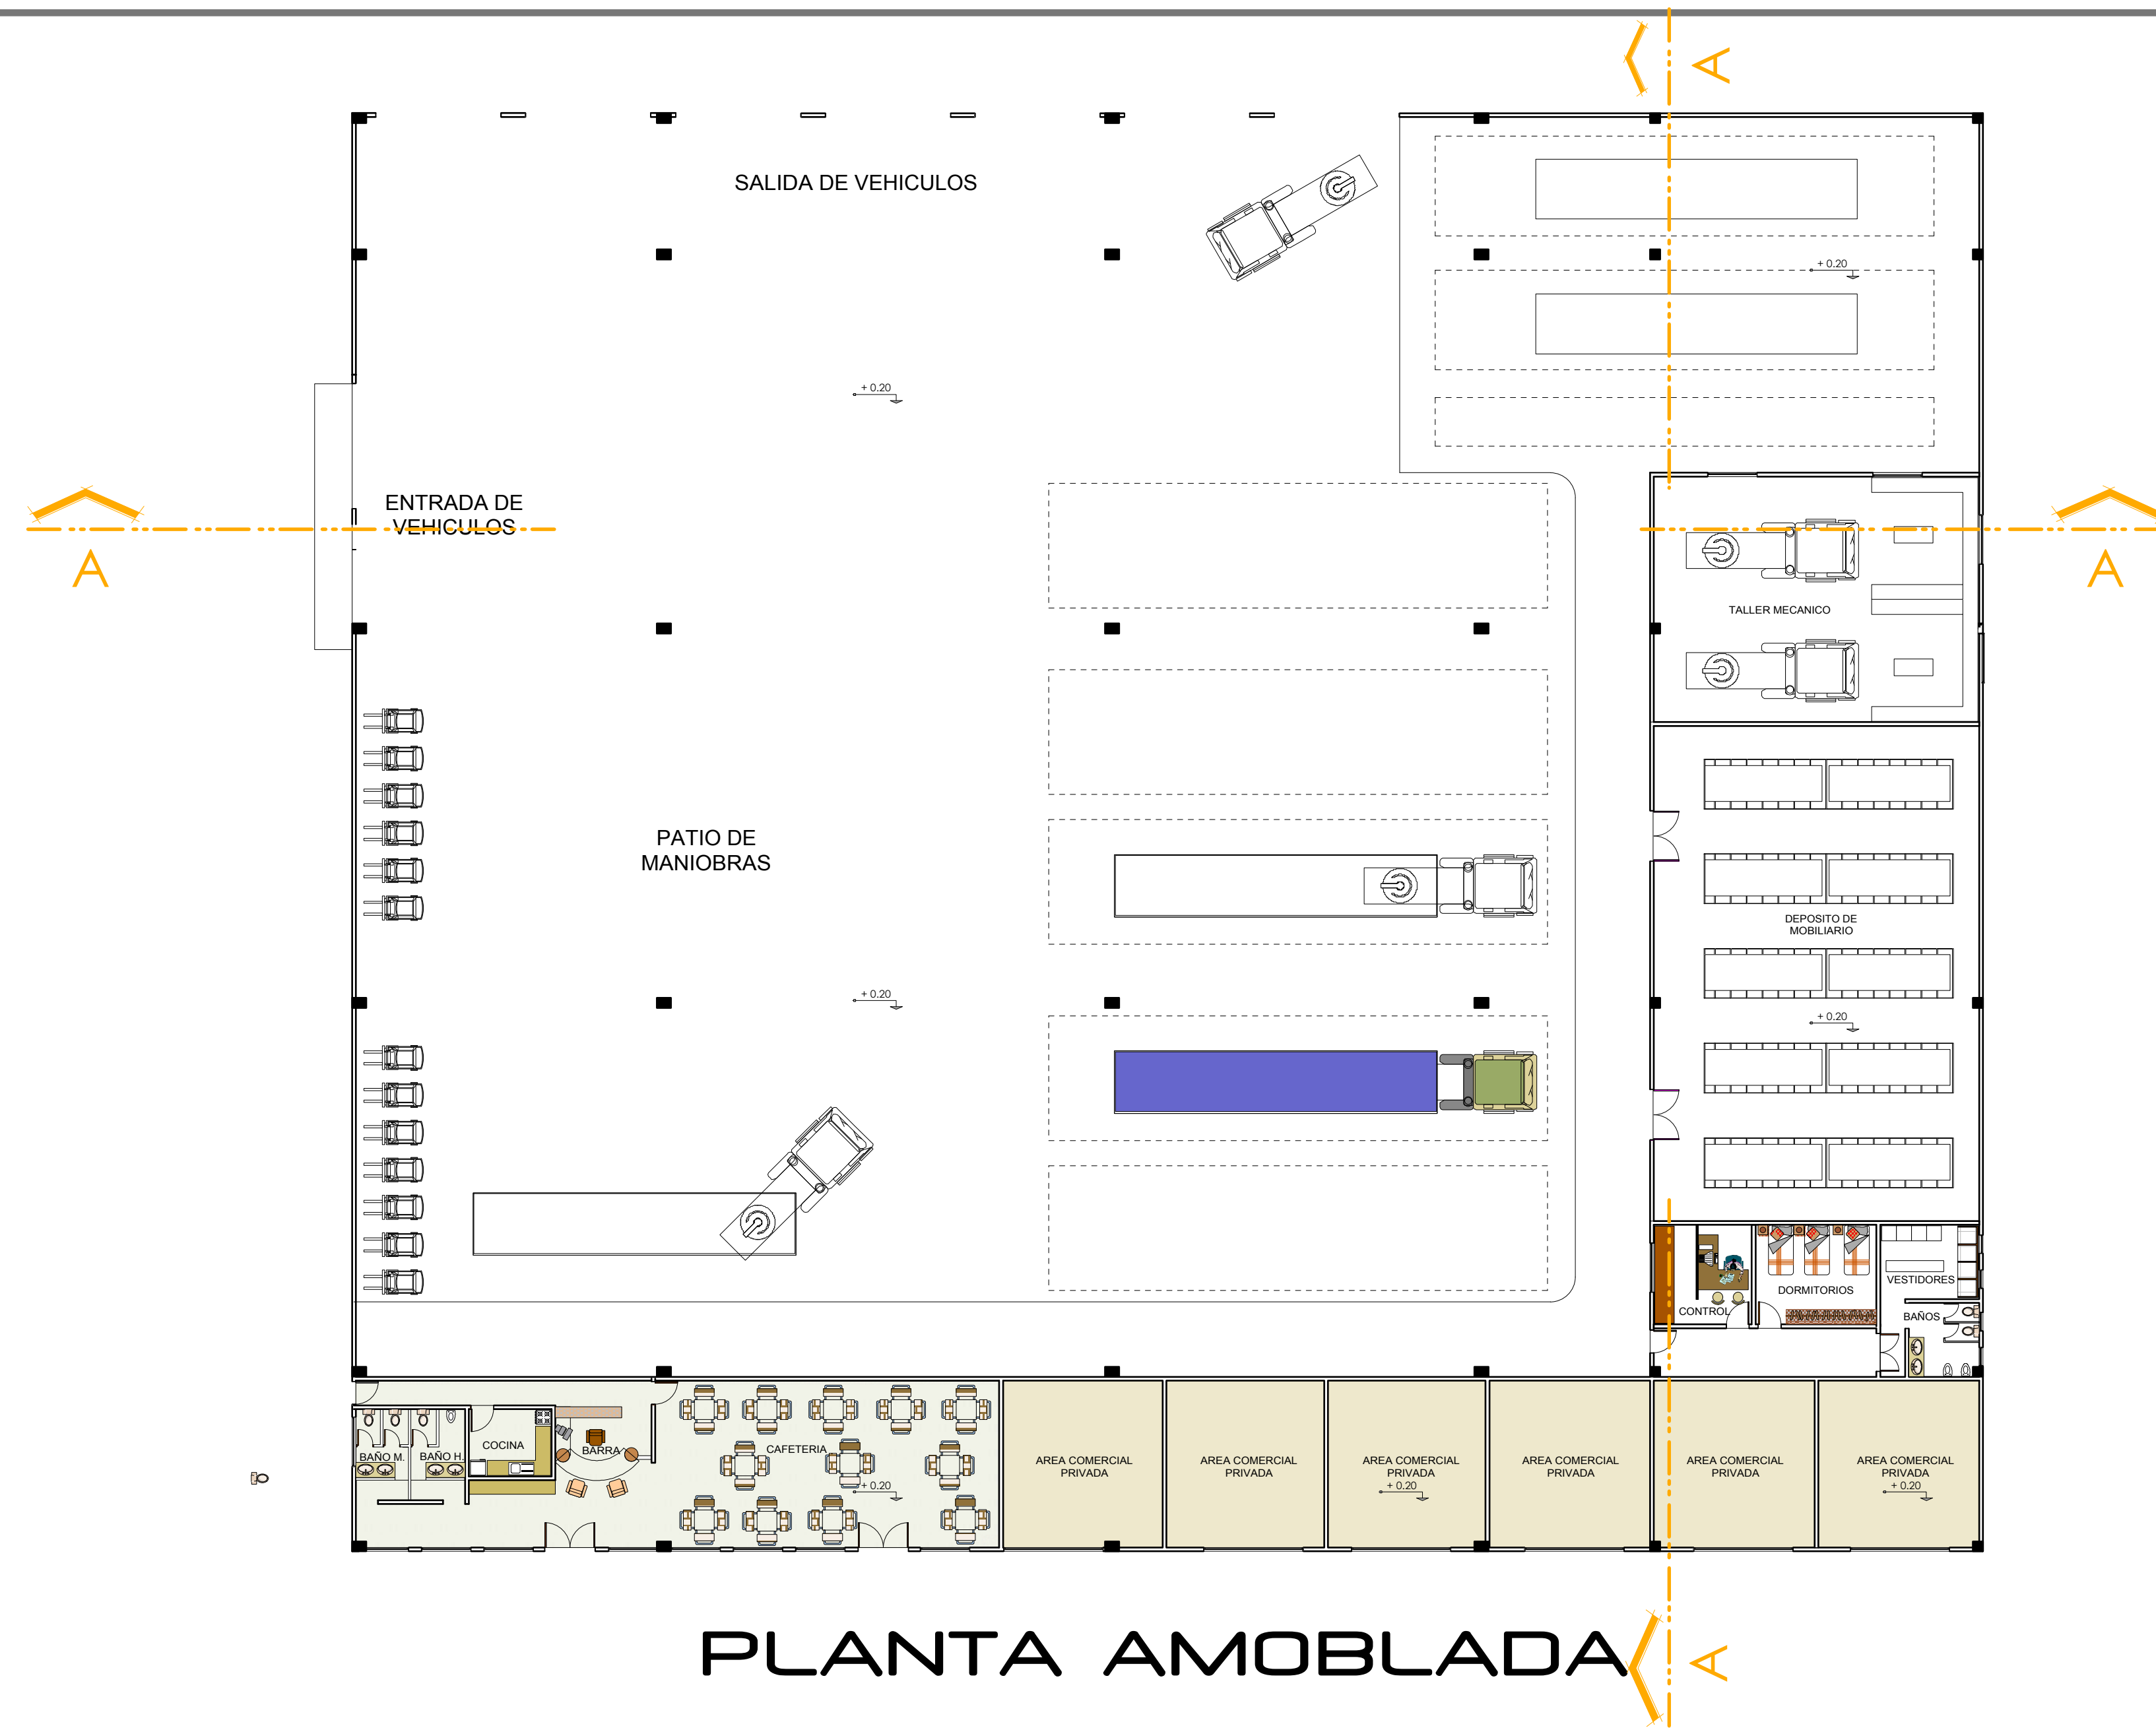 A
SALIDA DE VEHICULOS
+ 0.20
+ 0.20
ENTRADA DE
VEHICULOS
A
A
TALLER MECANICO
PATIO DE
MANIOBRAS
DEPOSITO DE
MOBILIARIO
+ 0.20
+ 0.20
VESTIDORES
DORMITORIOS
CONTROL
BAÑOS
COCINA
BARRA
CAFETERIA
BAÑO M.
BAÑO H.
AREA COMERCIAL
PRIVADA
AREA COMERCIAL
PRIVADA
AREA COMERCIAL
PRIVADA
AREA COMERCIAL
PRIVADA
AREA COMERCIAL
PRIVADA
AREA COMERCIAL
PRIVADA
+ 0.20
+ 0.20
+ 0.20
PLANTA AMOBLADA
A